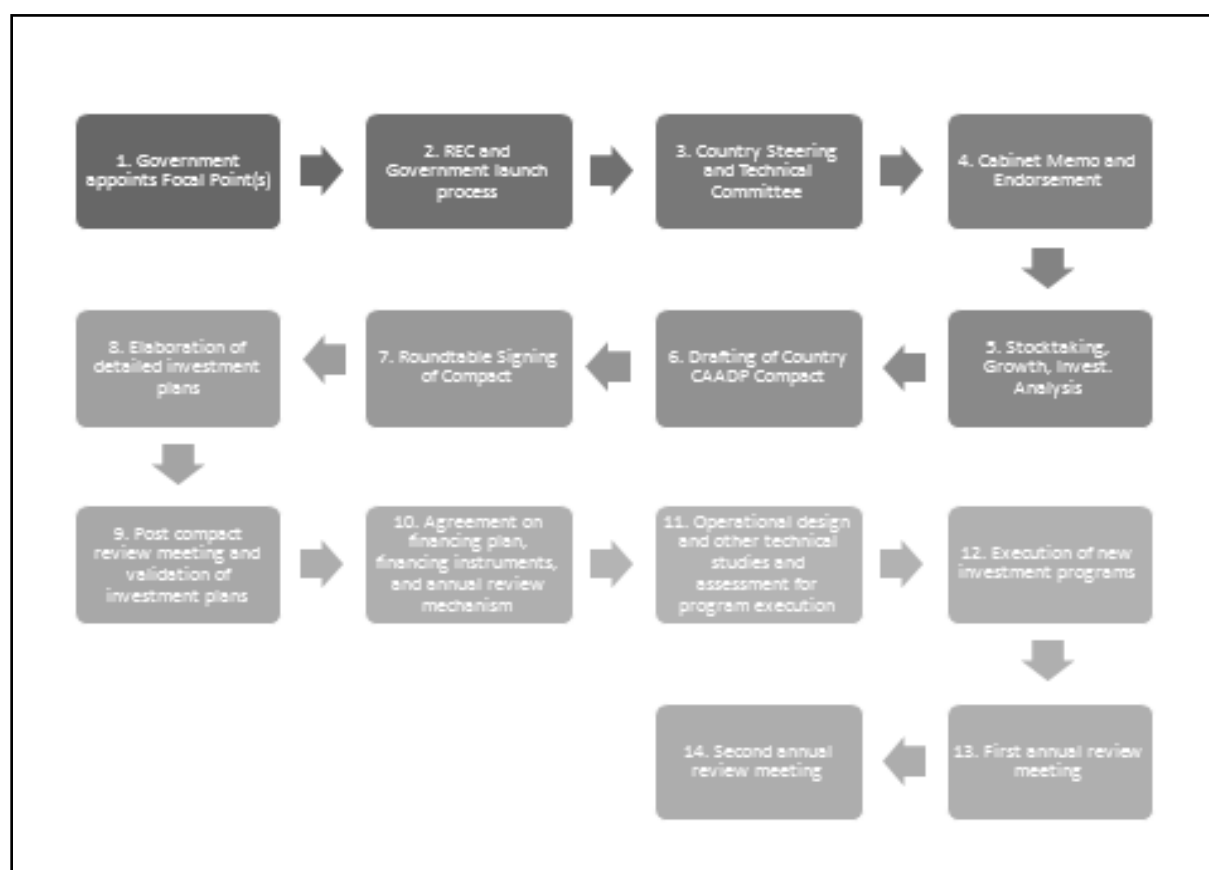 1. Government
appoints Focal Point(s)
2. REC and
Government launch
process
3. Country Steering
and Technical
Committee
4. Cabinet Memo and
Endorsement
5. Stocktaking,
Growth, Invest.
Analysis
6. Drafting of Country
CAADP Compact
7. Roundtable Signing
of Compact
8. Elaboration of
detailed investment
plans
9. Post compact
review meeting and
validation of
investment plans
10. Agreement on
financing plan,
financing instruments,
and annual review
mechanism
11. Operational design
and other technical
studies and
assessment for
program execution
12. Execution of new
investment programs
13. First annual review
meeting
14. Second annual
review meeting